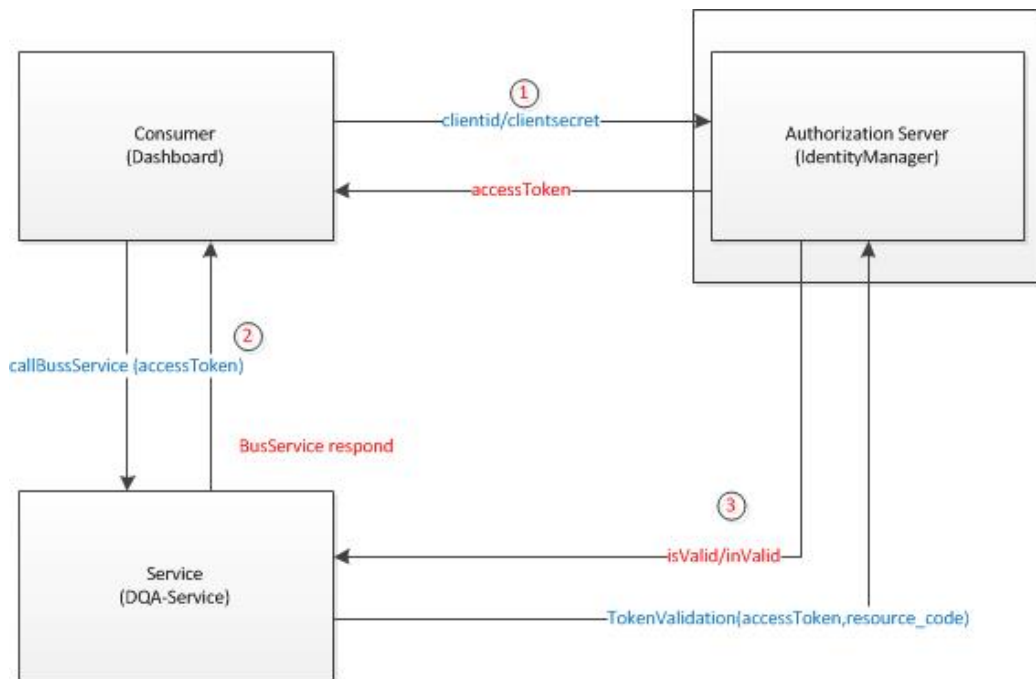 1
clientid/clientsecret
Consumer
(Dashboard)
Authorization Server
(IdentityManager)
accessToken
2
callBussService (accessToken)
BusService respond
3
isValid/inValid
Service
(DQA-Service)
TokenValidation(accessToken,resource_code)